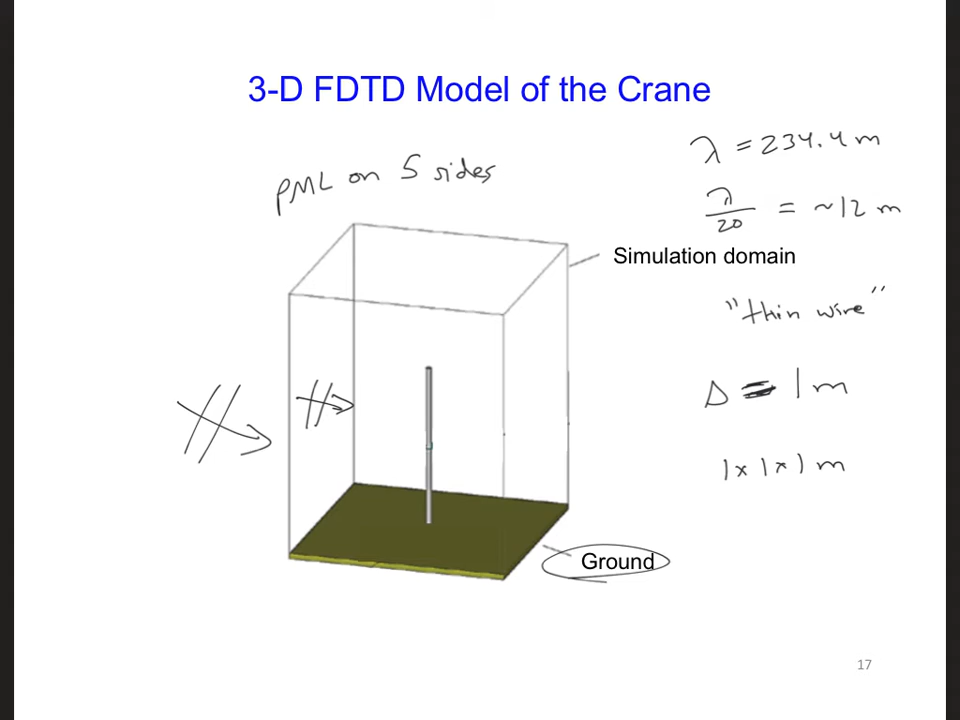 3-D FDTD Model of the Crane
λ = 234.4 m
PML on 5 sides
λ/20 = ~12 m
Simulation domain
"thin wire"
Δ = 1 m
1 x 1 x 1 m
Ground
17